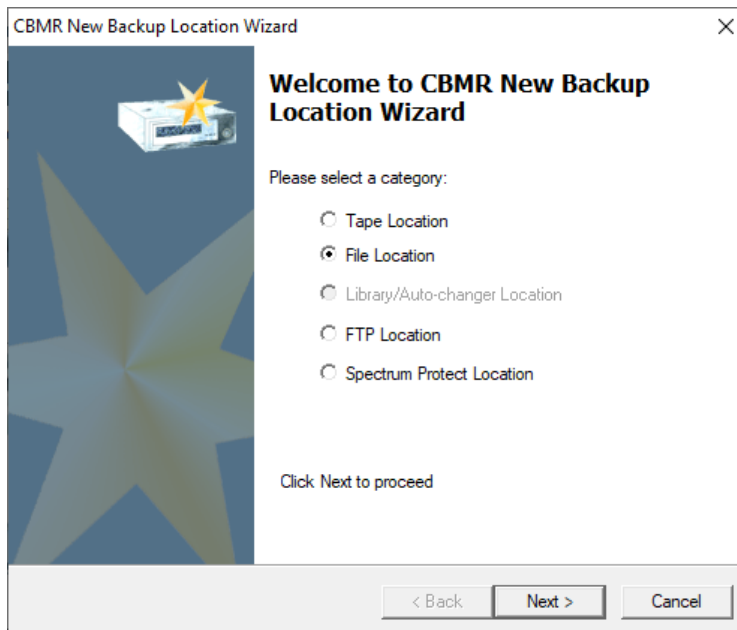 CBMR New Backup Location Wizard
Welcome to CBMR New Backup
Location Wizard
Please select a category:
Tape Location
File Location
Library/Auto-changer Location
FTP Location
Spectrum Protect Location
Click Next to proceed
< Back
Next >
Cancel